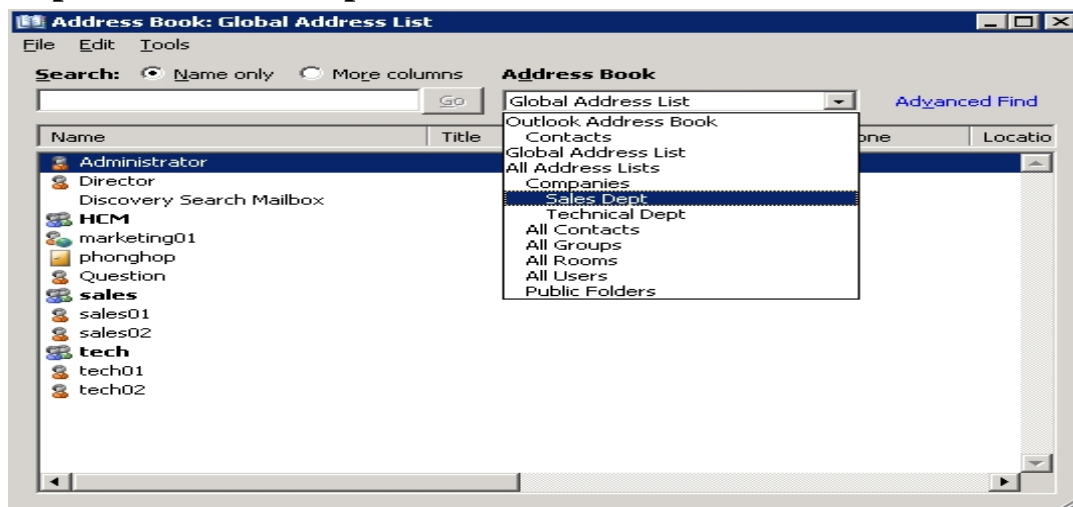 Address Book: Global Address List
File Edit Tools
Search: Name only More columns Address Book
Go Global Address List Advanced Find
Name Title one Locatio
Outlook Address Book
Contacts
Global Address List
All Address Lists
Companies
Sales Dept
Technical Dept
All Contacts
All Groups
All Rooms
All Users
Public Folders
Administrator
Director
Discovery Search Mailbox
HCM
marketing01
phonghop
Question
sales
sales01
sales02
tech
tech01
tech02